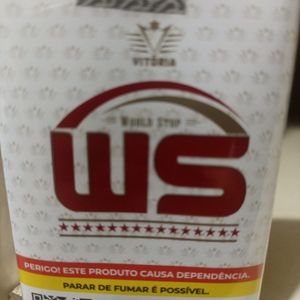 VITÓRIA
WORLD STOP
WS
PERIGO! ESTE PRODUTO CAUSA DEPENDÊNCIA.
PARAR DE FUMAR É POSSÍVEL.